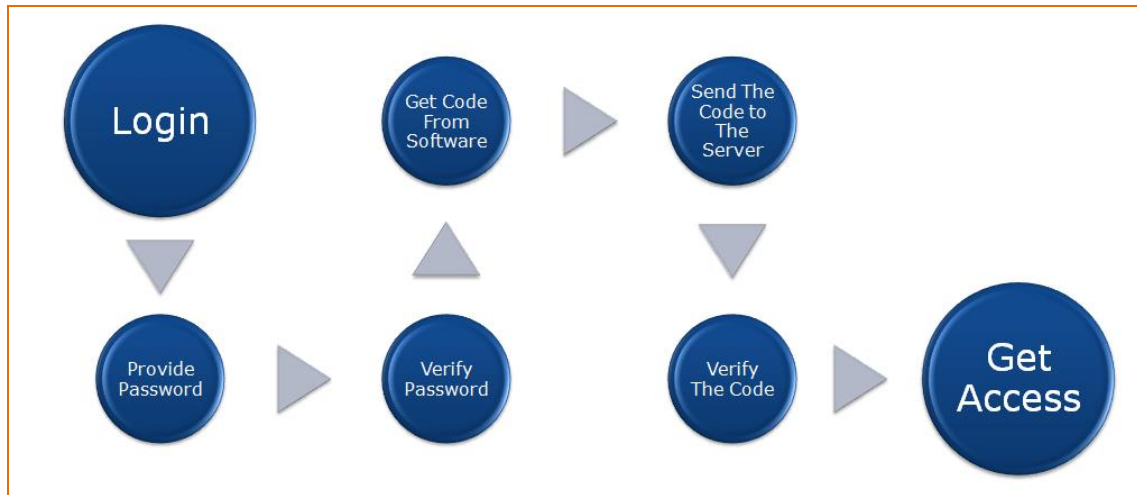 Login
Provide
Password
Verify
Password
Get Code
From
Software
Send The
Code to
The
Server
Verify
The Code
Get
Access